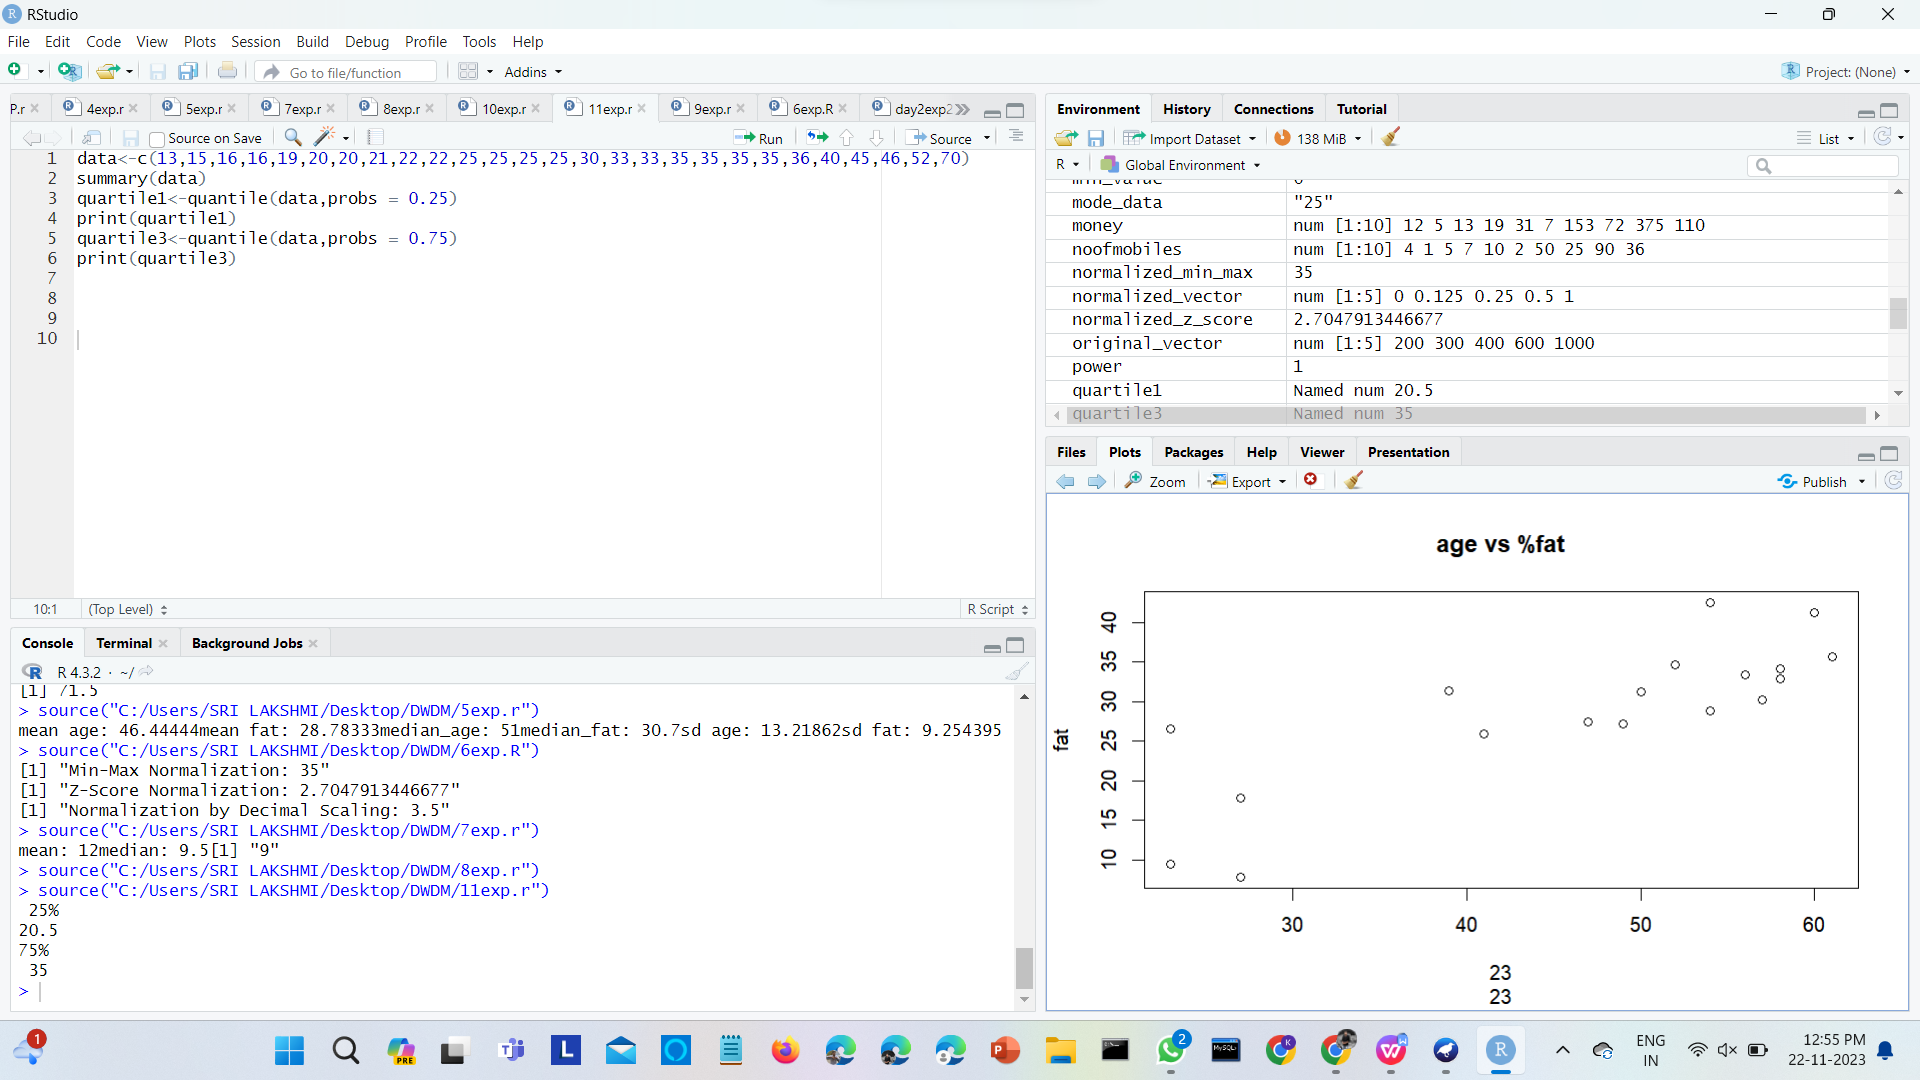 RStudio
File Edit Code View Plots Session Build Debug Profile Tools Help
Go to file/function Addins Project: (None)
P.r 4exp.r 5exp.r 7exp.r 8exp.r 10exp.r 11exp.r 9exp.r 6exp.R day2exp2
Source on Save Run Source
1 data<-c(13,15,16,16,19,20,20,21,22,22,25,25,25,25,30,33,33,35,35,35,35,36,40,45,46,52,70)
2 summary(data)
3 quartile1<-quantile(data,probs = 0.25)
4 print(quartile1)
5 quartile3<-quantile(data,probs = 0.75)
6 print(quartile3)
7
8
9
10
10:1 (Top Level) R Script
Console Terminal Background Jobs
R 4.3.2 · ~/
[1] 71.5
> source("C:/Users/SRI LAKSHMI/Desktop/DWDM/5exp.r")
mean age: 46.44444mean fat: 28.78333median_age: 51median_fat: 30.7sd age: 13.21862sd fat: 9.254395
> source("C:/Users/SRI LAKSHMI/Desktop/DWDM/6exp.R")
[1] "Min-Max Normalization: 35"
[1] "Z-Score Normalization: 2.7047913446677"
[1] "Normalization by Decimal Scaling: 3.5"
> source("C:/Users/SRI LAKSHMI/Desktop/DWDM/7exp.r")
mean: 12median: 9.5[1] "9"
> source("C:/Users/SRI LAKSHMI/Desktop/DWDM/8exp.r")
> source("C:/Users/SRI LAKSHMI/Desktop/DWDM/11exp.r")
25%
20.5
75%
35
>
Environment History Connections Tutorial
Import Dataset 138 MiB List
R Global Environment
min_value 0
mode_data "25"
money num [1:10] 12 5 13 19 31 7 153 72 375 110
noofmobiles num [1:10] 4 1 5 7 10 2 50 25 90 36
normalized_min_max 35
normalized_vector num [1:5] 0 0.125 0.25 0.5 1
normalized_z_score 2.7047913446677
original_vector num [1:5] 200 300 400 600 1000
power 1
quartile1 Named num 20.5
quartile3 Named num 35
Files Plots Packages Help Viewer Presentation
Zoom Export Publish
age vs %fat
fat
40
35
30
25
20
15
10
30 40 50 60
23
23
1 PRE L 2 MySQL K R
ENG
IN
12:55 PM
22-11-2023